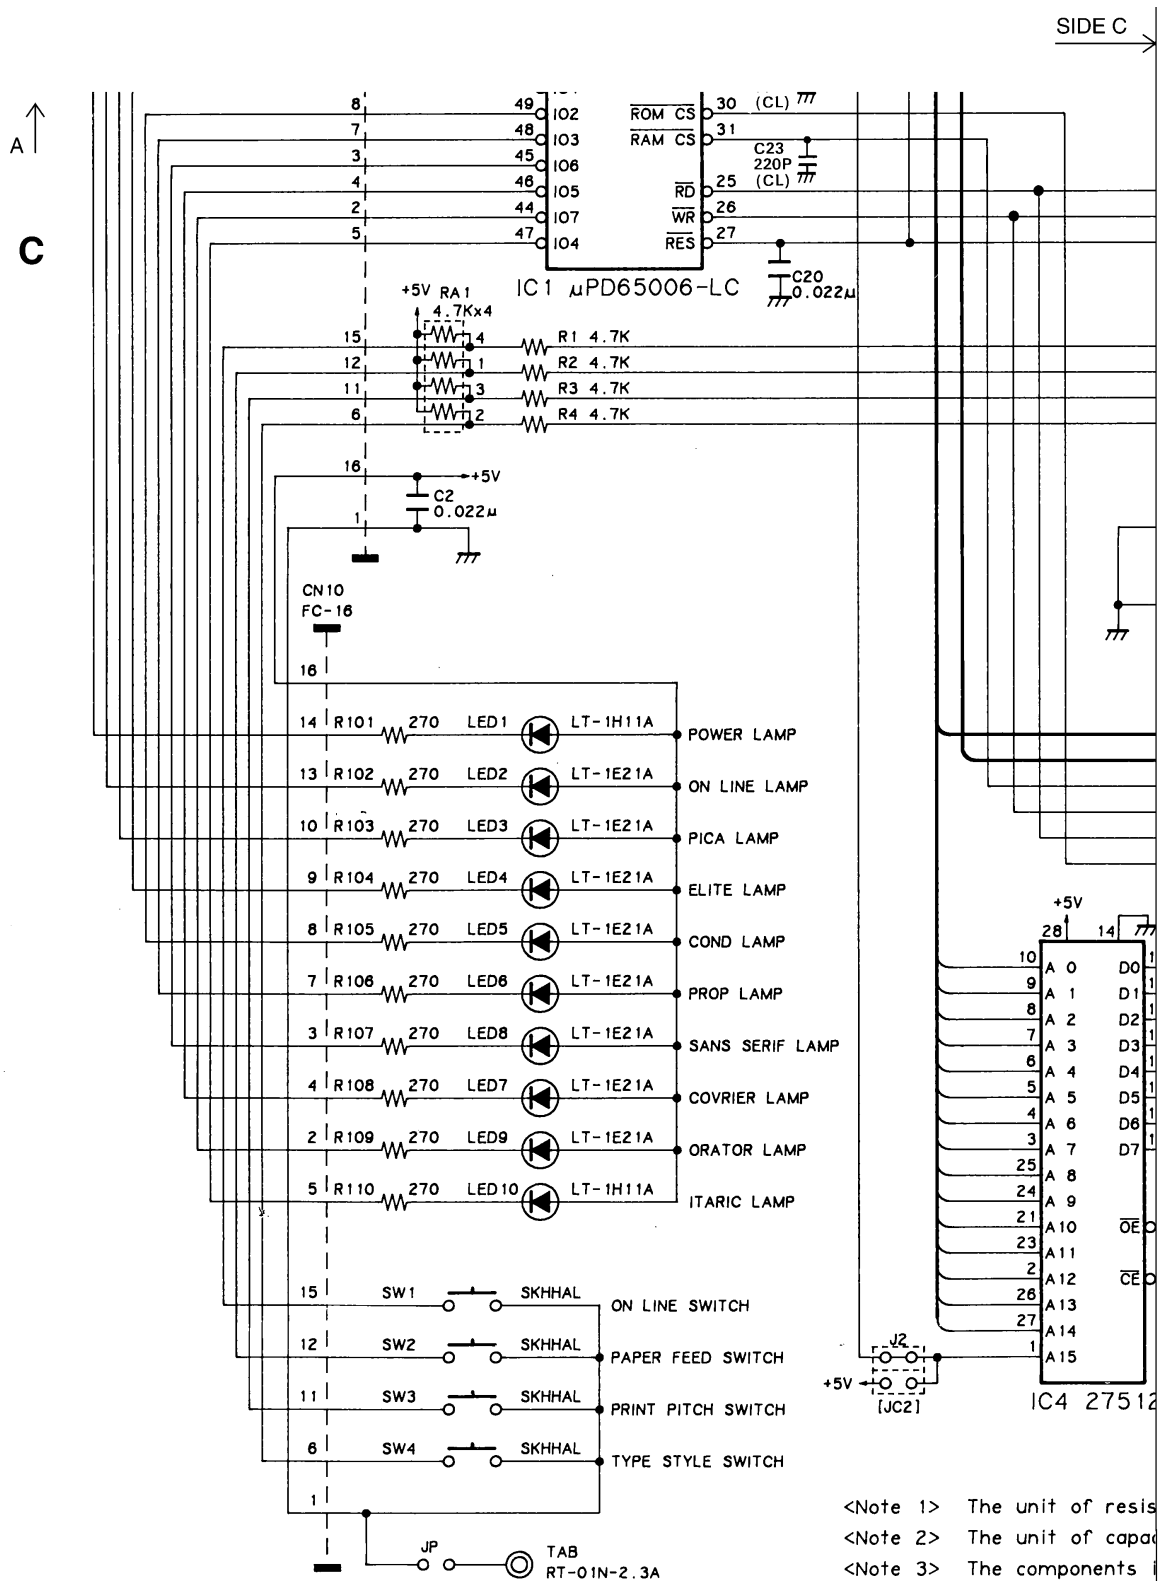 SIDE C
A
C
8 49 IO2 ROM CS 30 (CL)
7 48 IO3 RAM CS 31
C23
220P
(CL)
3 45 IO6
4 46 IO5 RD 25
2 44 IO7 WR 26
5 47 IO4 RES 27
IC1 μPD65006-LC
C20
0.022μ
+5V RA1
4.7Kx4
15 4 R1 4.7K
12 1 R2 4.7K
11 3 R3 4.7K
6 2 R4 4.7K
16 +5V
C2
0.022μ
1
CN10
FC-16
16
14 R101 270 LED1 LT-1H11A POWER LAMP
13 R102 270 LED2 LT-1E21A ON LINE LAMP
10 R103 270 LED3 LT-1E21A PICA LAMP
9 R104 270 LED4 LT-1E21A ELITE LAMP
8 R105 270 LED5 LT-1E21A COND LAMP
7 R106 270 LED6 LT-1E21A PROP LAMP
3 R107 270 LED8 LT-1E21A SANS SERIF LAMP
4 R108 270 LED7 LT-1E21A COVRIER LAMP
2 R109 270 LED9 LT-1E21A ORATOR LAMP
5 R110 270 LED10 LT-1H11A ITARIC LAMP
15 SW1 SKHHAL ON LINE SWITCH
12 SW2 SKHHAL PAPER FEED SWITCH
11 SW3 SKHHAL PRINT PITCH SWITCH
6 SW4 SKHHAL TYPE STYLE SWITCH
1
JP TAB
RT-01N-2.3A
+5V
28 14
10 A 0 D0 1
9 A 1 D1 1
8 A 2 D2 1
7 A 3 D3 1
6 A 4 D4 1
5 A 5 D5 1
4 A 6 D6 1
3 A 7 D7 1
25 A 8
24 A 9
21 A10 OE
23 A11
2 A12 CE
26 A13
27 A14
J2 1 A15
+5V
[JC2]
IC4 27512
<Note 1> The unit of resis
<Note 2> The unit of capac
<Note 3> The components i